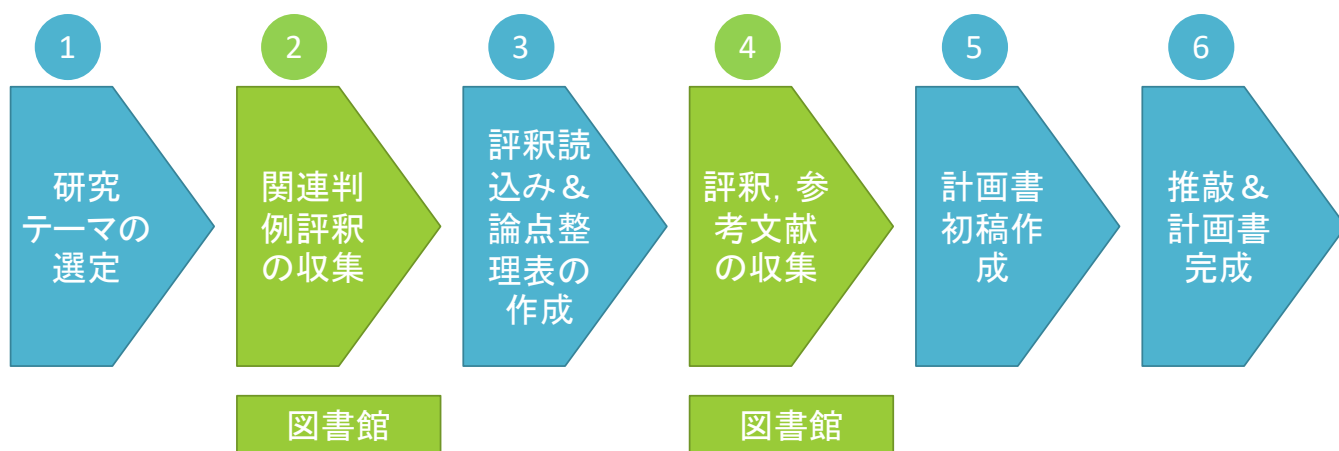 1
研究
テーマの
選定
2
関連判
例評釈
の収集
図書館
3
評釈読
込み＆
論点整
理表の
作成
4
評釈，参
考文献
の収集
図書館
5
計画書
初稿作
成
6
推敲＆
計画書
完成